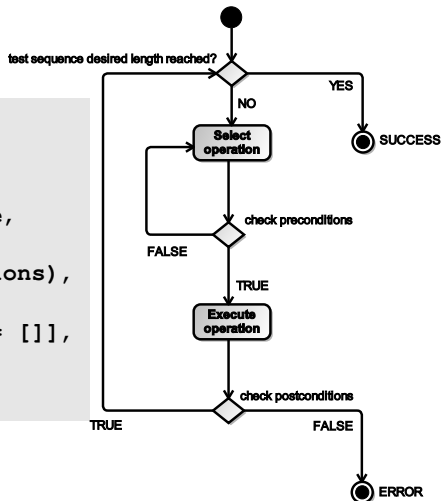 test sequence desired length reached?
YES
NO
Select
operation
SUCCESS
check preconditions
FALSE
TRUE
Execute
operation
check postconditions
TRUE
FALSE
ERROR
,
ions),
= []],